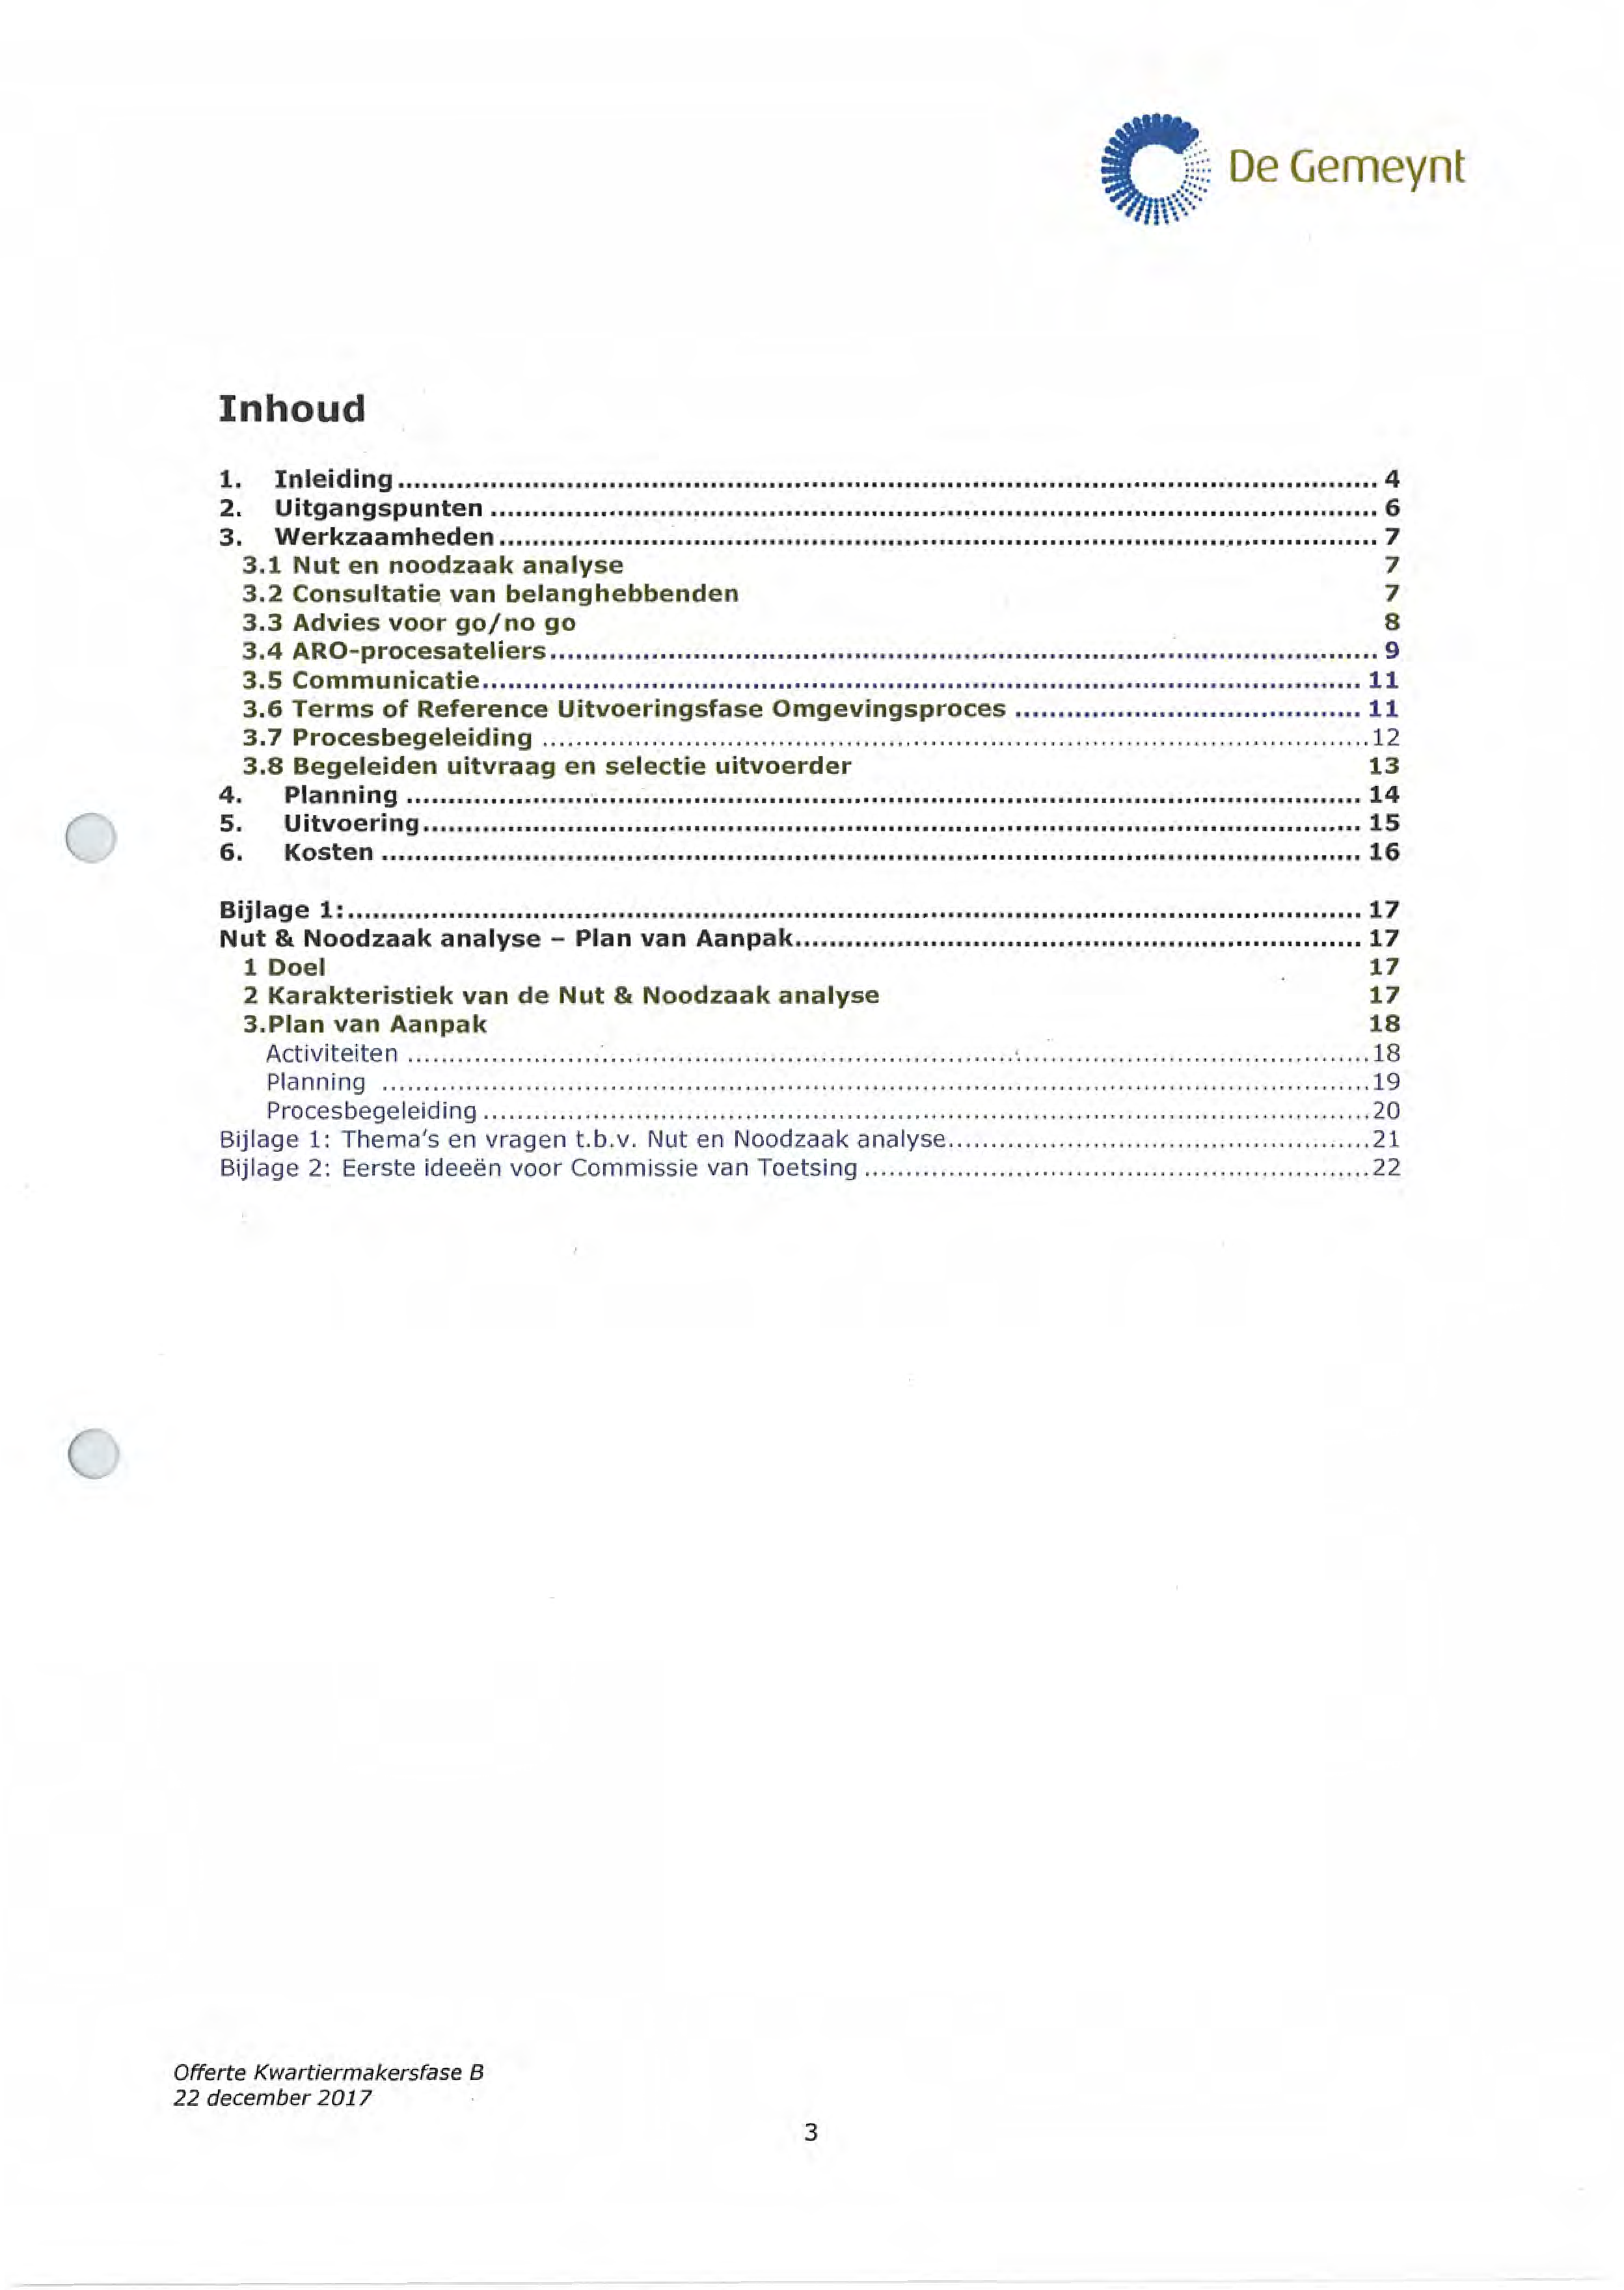 De Gemeynt
Inhoud
1. Inleiding 4
2. Uitgangspunten 6
3. Werkzaamheden 7
3.1 Nut en noodzaak analyse 7
3.2 Consultatie van belanghebbenden 7
3.3 Advies voor go/no go 8
3.4 ARO-procesateliers 9
3.5 Communicatie 11
3.6 Terms of Reference Uitvoeringsfase Omgevingsproces 11
3.7 Procesbegeleiding 12
3.8 Begeleiden uitvraag en selectie uitvoerder 13
4. Planning 14
5. Uitvoering 15
6. Kosten 16
Bijlage 1: 17
Nut & Noodzaak analyse – Plan van Aanpak 17
1 Doel 17
2 Karakteristiek van de Nut & Noodzaak analyse 17
3.Plan van Aanpak 18
Activiteiten 18
Planning 19
Procesbegeleiding 20
Bijlage 1: Thema's en vragen t.b.v. Nut en Noodzaak analyse 21
Bijlage 2: Eerste ideeën voor Commissie van Toetsing 22
Offerte Kwartiermakersfase B
22 december 2017
3